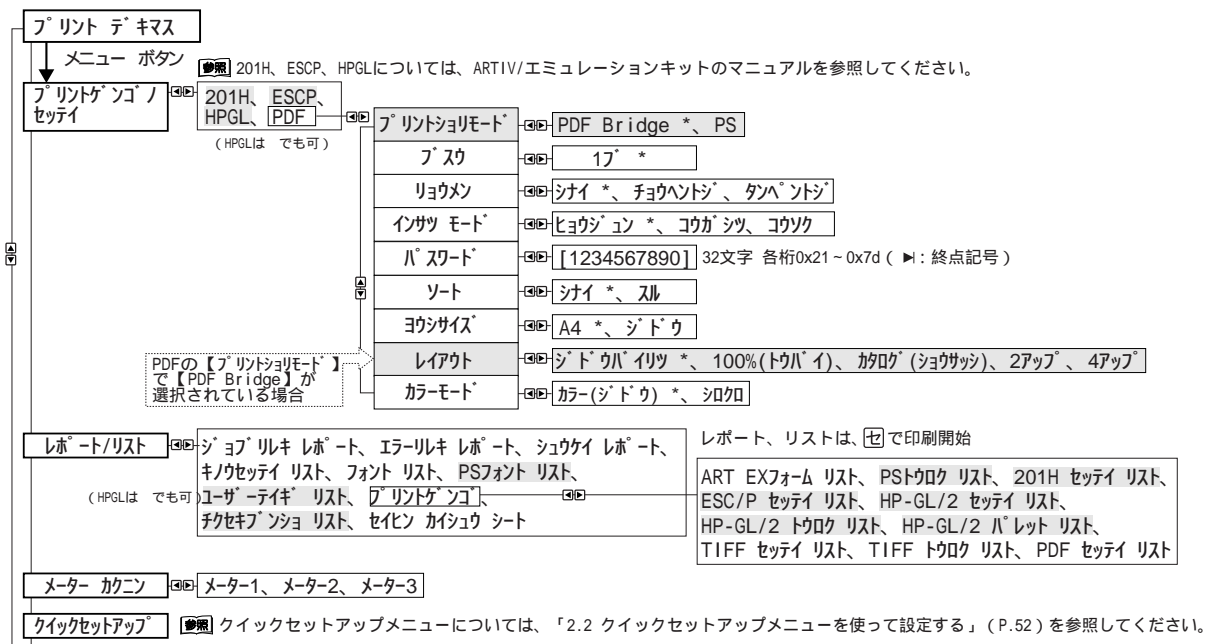 プリント デキマス
メニュー ボタン
参照 201H、ESCP、HPGLについては、ARTIV/エミュレーションキットのマニュアルを参照してください。
プリントゲンゴノ
セッテイ
201H、ESCP、
HPGL、PDF
(HPGLは でも可)
プリントショリモード
PDF Bridge *、PS
ブスウ
1ブ *
リョウメン
シナイ *、チョウヘントジ、タンペントジ
インサツ モード
ヒョウジュン *、コウガシツ、コウソク
パスワード
[1234567890] 32文字 各桁0x21~0x7d(▶|:終点記号)
ソート
シナイ *、スル
ヨウシサイズ
A4 *、ジドウ
レイアウト
ジドウバイリツ *、100%(トウバイ)、カタログ(ショウサッシ)、2アップ、4アップ
カラーモード
カラー(ジドウ) *、シロクロ
PDFの【プリントショリモード】
で【PDF Bridge】が
選択されている場合
レポート/リスト
(HPGLは でも可)
ジョブリレキ レポート、エラーリレキ レポート、シュウケイ レポート、
キノウセッテイ リスト、フォント リスト、PSフォント リスト、
ユーザーテイギ リスト、プリントゲンゴ、
チクセキブンショ リスト、セイヒン カイシュウ シート
レポート、リストは、セで印刷開始
ART EXフォーム リスト、PSトウロク リスト、201H セッテイ リスト、
ESC/P セッテイ リスト、HP-GL/2 セッテイ リスト、
HP-GL/2 トウロク リスト、HP-GL/2 パレット リスト、
TIFF セッテイ リスト、TIFF トウロク リスト、PDF セッテイ リスト
メーター カクニン
メーター1、メーター2、メーター3
クイックセットアップ
参照 クイックセットアップメニューについては、「2.2 クイックセットアップメニューを使って設定する」(P.52)を参照してください。